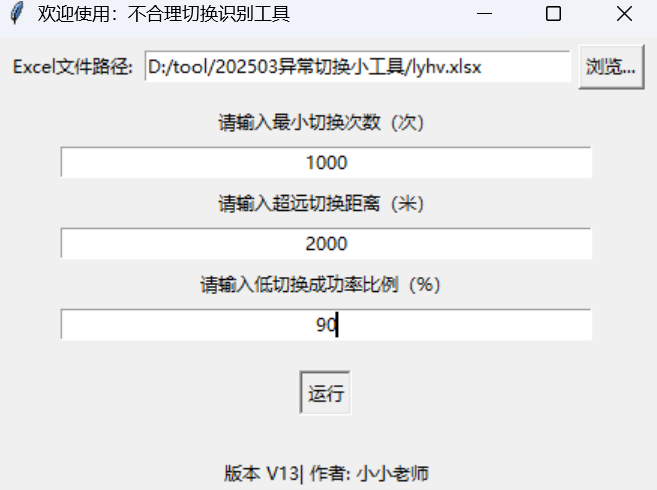 欢迎使用：不合理切换识别工具
Excel文件路径: D:/tool/202503异常切换小工具/lyhv.xlsx 浏览...
请输入最小切换次数（次）
1000
请输入超远切换距离（米）
2000
请输入低切换成功率比例（%）
90
运行
版本 V13| 作者: 小小老师